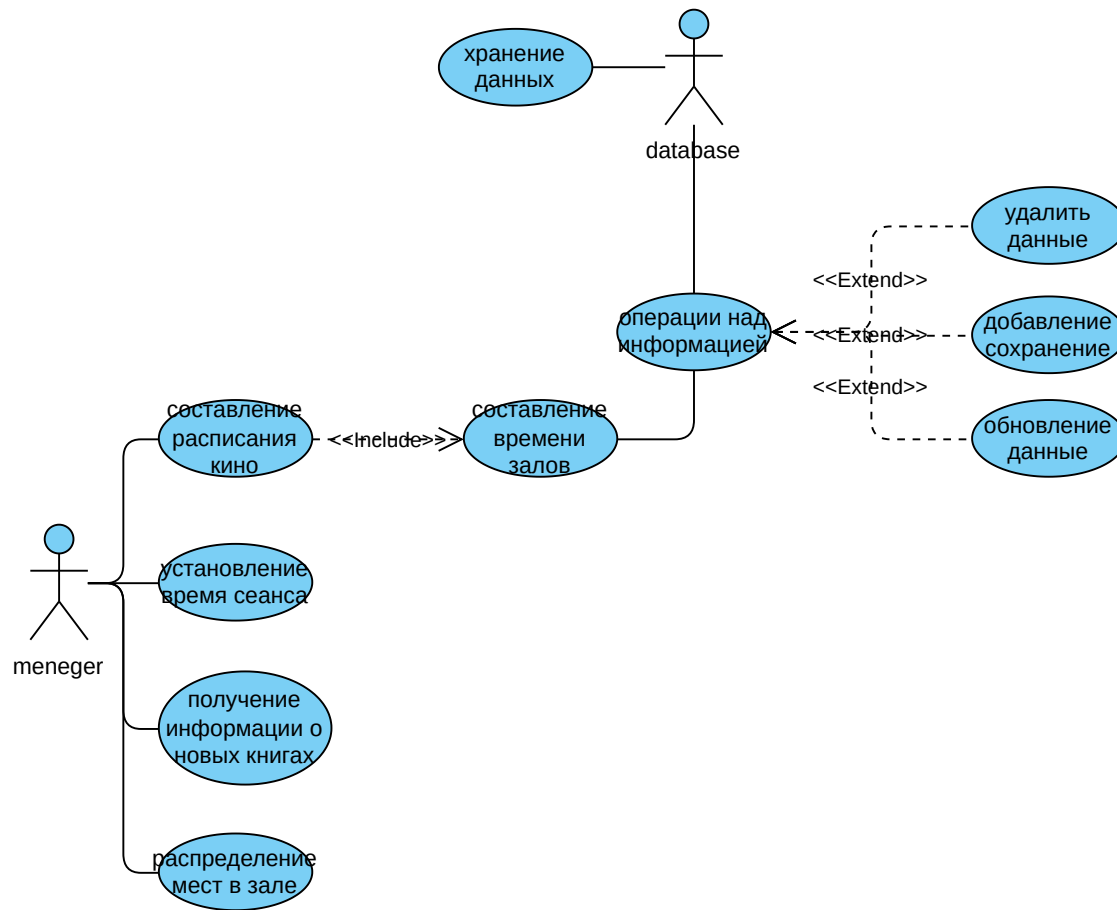 хранение
данных
database
удалить
данные
<<Extend>>
операции над
информацией
<<Extend>>
добавление
сохранение
<<Extend>>
составление
расписания
кино
<<Include>>
составление
времени
залов
обновление
данные
meneger
установление
время сеанса
получение
информации о
новых книгах
распределение
мест в зале